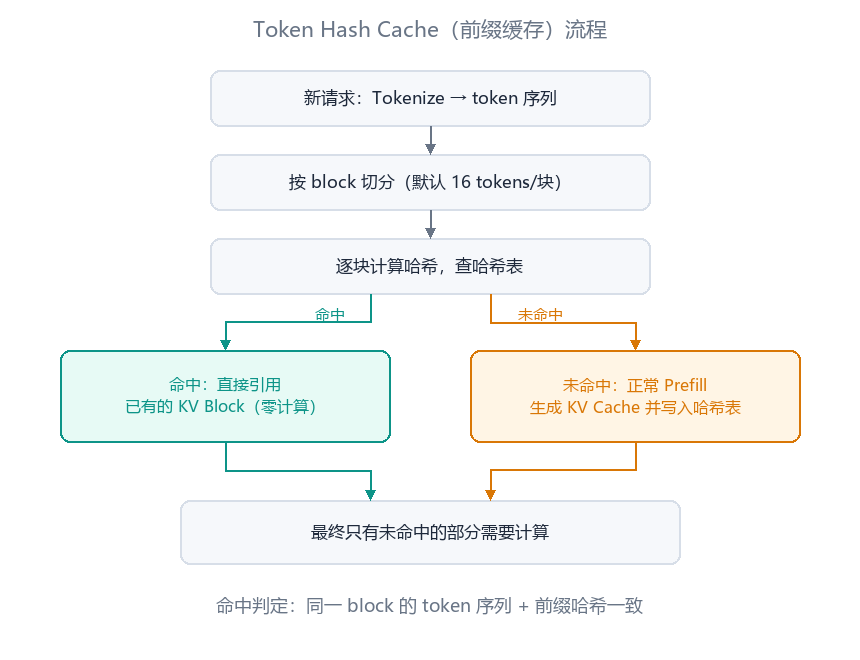 Token Hash Cache（前缀缓存）流程
新请求：Tokenize → token 序列
按 block 切分（默认 16 tokens/块）
逐块计算哈希，查哈希表
命中
未命中
命中：直接引用
已有的 KV Block（零计算）
未命中：正常 Prefill
生成 KV Cache 并写入哈希表
最终只有未命中的部分需要计算
命中判定：同一 block 的 token 序列 + 前缀哈希一致